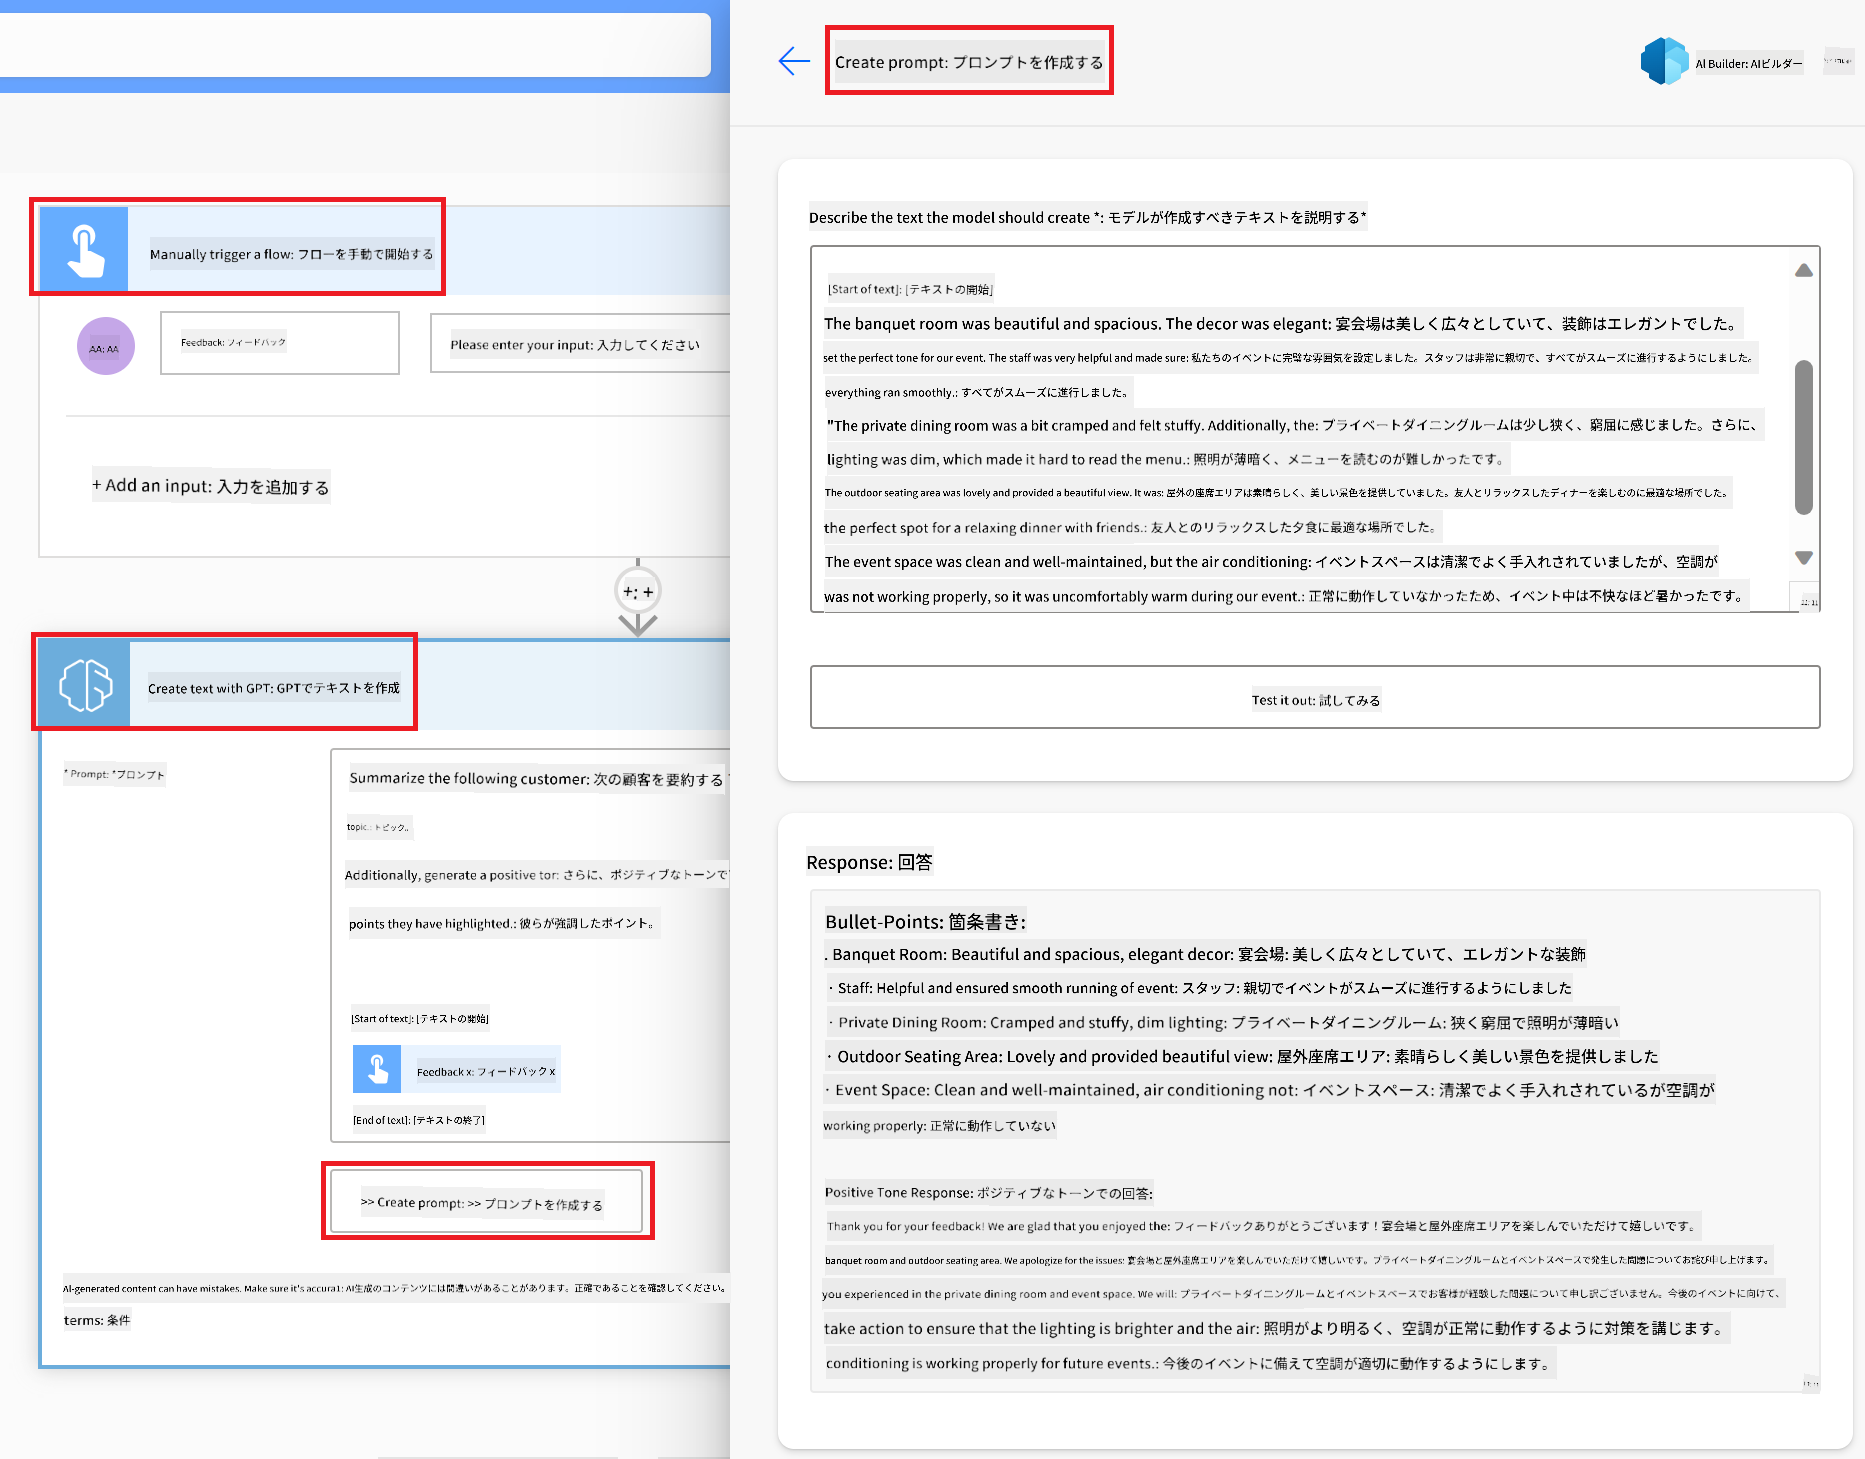 Manually trigger a flow: フローを手動で開始する
AA: AA
Feedback: フィードバック
Please enter your input: 入力してください
+ Add an input: 入力を追加する
+: +
Create text with GPT: GPTでテキストを作成
* Prompt: *プロンプト
Summarize the following customer: 次の顧客を要約する
topic.: トピック。
Additionally, generate a positive tor: さらに、ポジティブなトーンで
points they have highlighted.: 彼らが強調したポイント。
[Start of text]: [テキストの開始]
Feedback x: フィードバック x
[End of text]: [テキストの終了]
>> Create prompt: >> プロンプトを作成する
AI-generated content can have mistakes. Make sure it's accura1: AI生成のコンテンツには間違いがあることがあります。正確であることを確認してください。
terms: 条件
Create prompt: プロンプトを作成する
AI Builder: AIビルダー
Describe the text the model should create *: モデルが作成すべきテキストを説明する*
[Start of text]: [テキストの開始]
The banquet room was beautiful and spacious. The decor was elegant: 宴会場は美しく広々としていて、装飾はエレガントでした。
set the perfect tone for our event. The staff was very helpful and made sure: 私たちのイベントに完璧な雰囲気を設定しました。スタッフは非常に親切で、すべてがスムーズに進行するようにしました。
everything ran smoothly.: すべてがスムーズに進行しました。
"The private dining room was a bit cramped and felt stuffy. Additionally, the: プライベートダイニングルームは少し狭く、窮屈に感じました。さらに、
lighting was dim, which made it hard to read the menu.: 照明が薄暗く、メニューを読むのが難しかったです。
The outdoor seating area was lovely and provided a beautiful view. It was: 屋外の座席エリアは素晴らしく、美しい景色を提供していました。友人とリラックスしたディナーを楽しむのに最適な場所でした。
the perfect spot for a relaxing dinner with friends.: 友人とのリラックスした夕食に最適な場所でした。
The event space was clean and well-maintained, but the air conditioning: イベントスペースは清潔でよく手入れされていましたが、空調が
was not working properly, so it was uncomfortably warm during our event.: 正常に動作していなかったため、イベント中は不快なほど暑かったです。
Test it out: 試してみる
Response: 回答
Bullet-Points: 箇条書き:
. Banquet Room: Beautiful and spacious, elegant decor: 宴会場: 美しく広々としていて、エレガントな装飾
· Staff: Helpful and ensured smooth running of event: スタッフ: 親切でイベントがスムーズに進行するようにしました
· Private Dining Room: Cramped and stuffy, dim lighting: プライベートダイニングルーム: 狭く窮屈で照明が薄暗い
· Outdoor Seating Area: Lovely and provided beautiful view: 屋外座席エリア: 素晴らしく美しい景色を提供しました
· Event Space: Clean and well-maintained, air conditioning not: イベントスペース: 清潔でよく手入れされているが空調が
working properly: 正常に動作していない
Positive Tone Response: ポジティブなトーンでの回答:
Thank you for your feedback! We are glad that you enjoyed the: フィードバックありがとうございます！宴会場と屋外座席エリアを楽しんでいただけて嬉しいです。
banquet room and outdoor seating area. We apologize for the issues: 宴会場と屋外座席エリアを楽しんでいただけて嬉しいです。プライベートダイニングルームとイベントスペースで発生した問題についてお詫び申し上げます。
you experienced in the private dining room and event space. We will: プライベートダイニングルームとイベントスペースでお客様が経験した問題について申し訳ございません。今後のイベントに向けて、
take action to ensure that the lighting is brighter and the air: 照明がより明るく、空調が正常に動作するように対策を講じます。
conditioning is working properly for future events.: 今後のイベントに備えて空調が適切に動作するようにします。